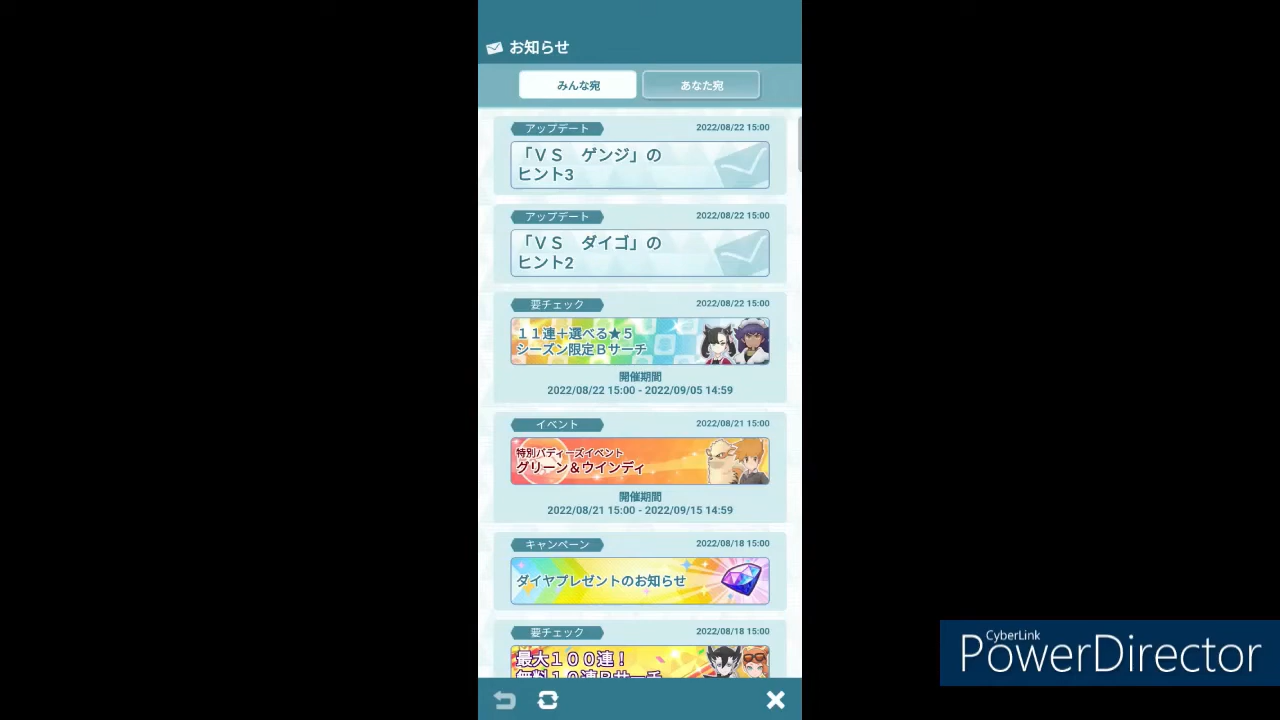 お知らせ
みんな宛
あなた宛
アップデート
2022/08/22 15:00
「ＶＳ　ゲンジ」の
ヒント3
アップデート
2022/08/22 15:00
「ＶＳ　ダイゴ」の
ヒント2
要チェック
2022/08/22 15:00
１１連＋選べる★５
シーズン限定Ｂサーチ
開催期間
2022/08/22 15:00 - 2022/09/05 14:59
イベント
2022/08/21 15:00
特別バディーズイベント
グリーン＆ウインディ
開催期間
2022/08/21 15:00 - 2022/09/15 14:59
キャンペーン
2022/08/18 15:00
ダイヤプレゼントのお知らせ
要チェック
2022/08/18 15:00
最大１００連！
無料１０連Ｂサーチ
CyberLink
PowerDirector